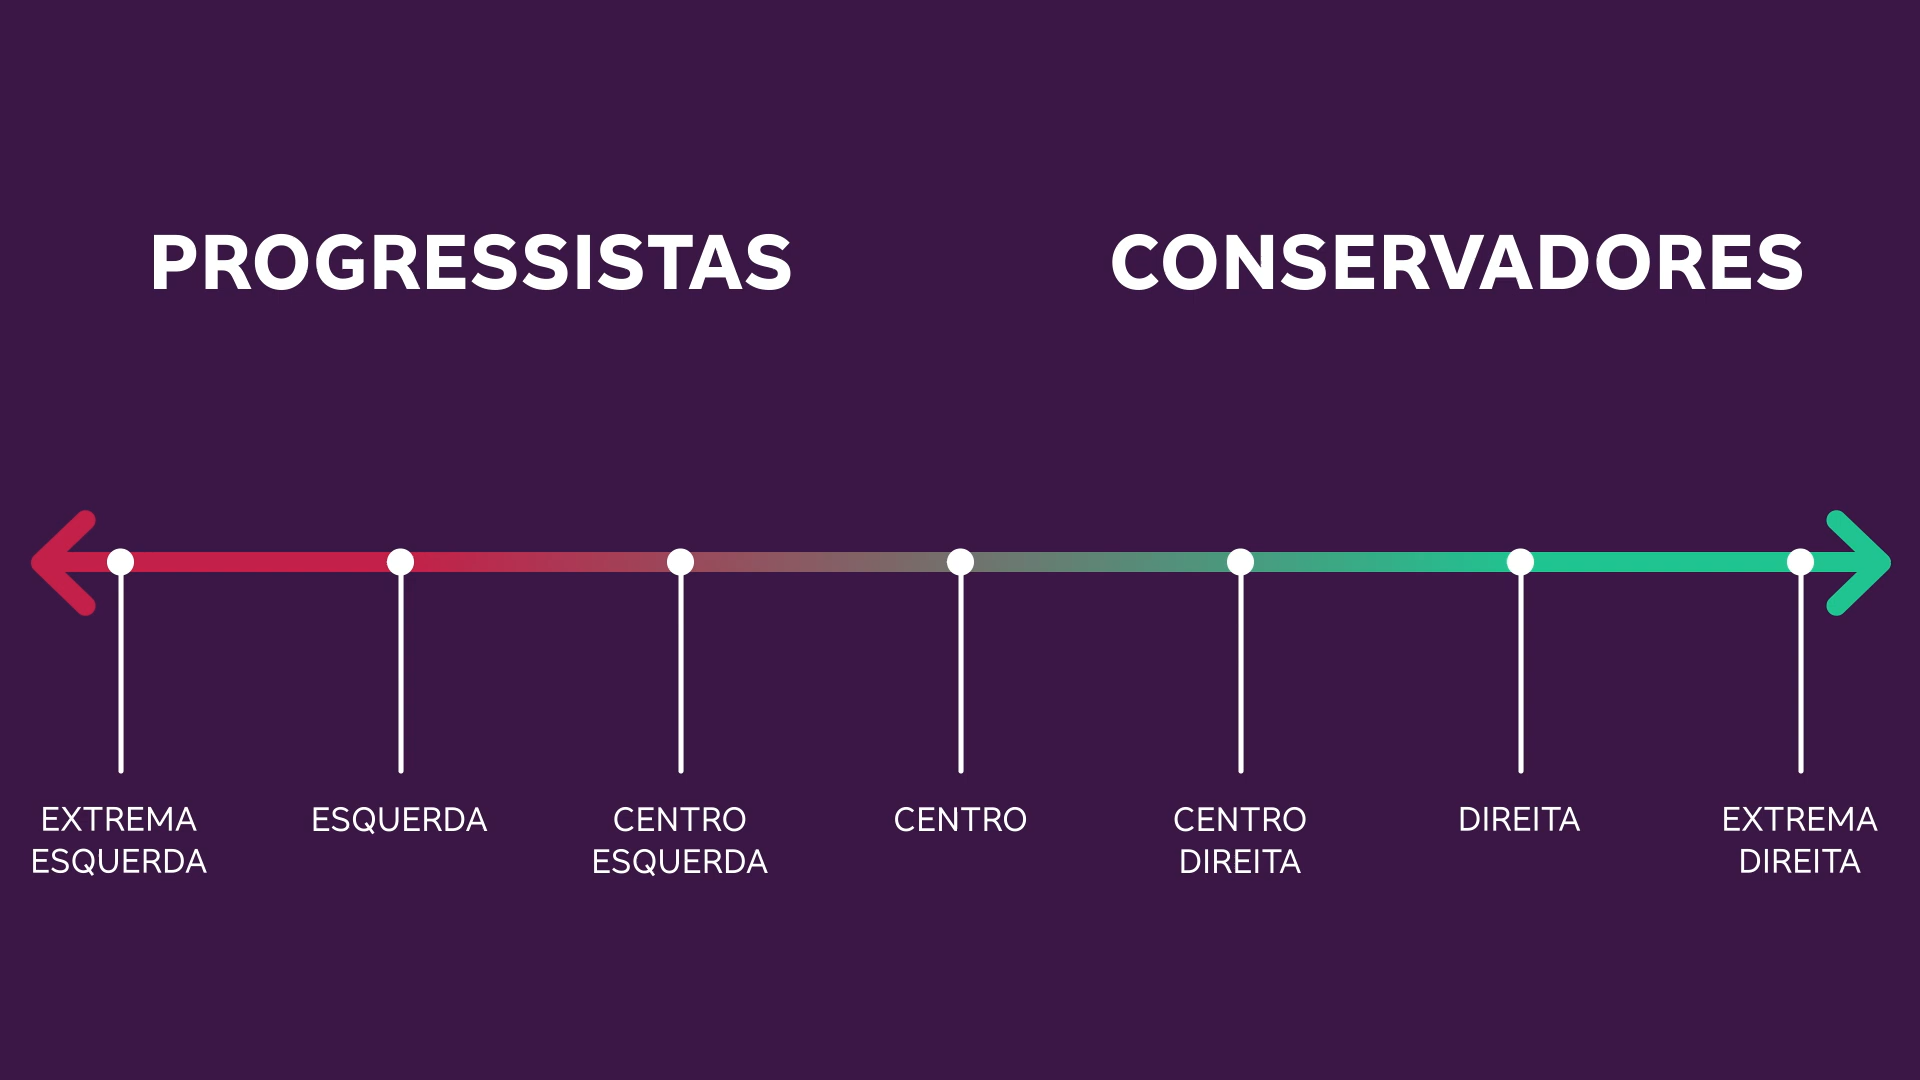 PROGRESSISTAS
CONSERVADORES
EXTREMA
ESQUERDA
ESQUERDA
CENTRO
ESQUERDA
CENTRO
CENTRO
DIREITA
DIREITA
EXTREMA
DIREITA